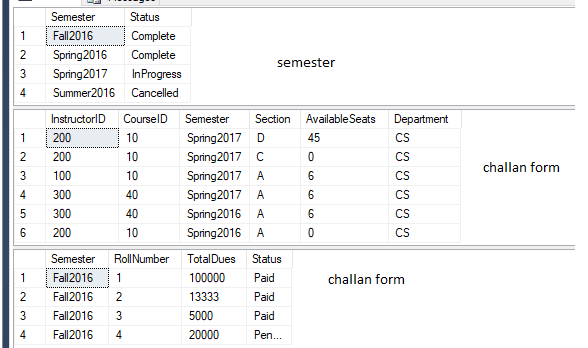 Semester Status
1 Fall2016 Complete
2 Spring2016 Complete
3 Spring2017 InProgress
4 Summer2016 Cancelled
semester
InstructorID CourseID Semester Section AvailableSeats Department
1 200 10 Spring2017 D 45 CS
2 200 10 Spring2017 C 0 CS
3 100 10 Spring2017 A 6 CS
4 300 40 Spring2017 A 6 CS
5 300 40 Spring2016 A 6 CS
6 200 10 Spring2016 A 0 CS
challan form
Semester RollNumber TotalDues Status
1 Fall2016 1 100000 Paid
2 Fall2016 2 13333 Paid
3 Fall2016 3 5000 Paid
4 Fall2016 4 20000 Pen...
challan form